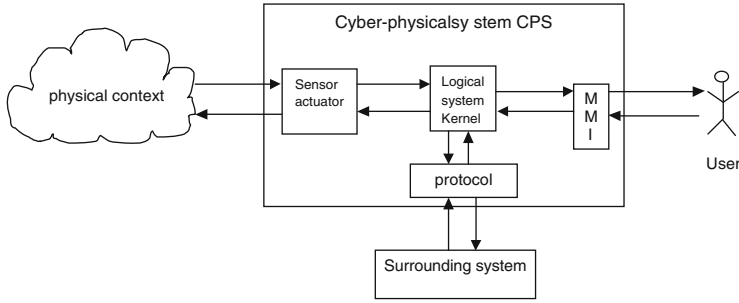 Cyber-physicalsy stem CPS
physical context
Sensor
actuator
Logical
system
Kernel
M
M
I
User
protocol
Surrounding system